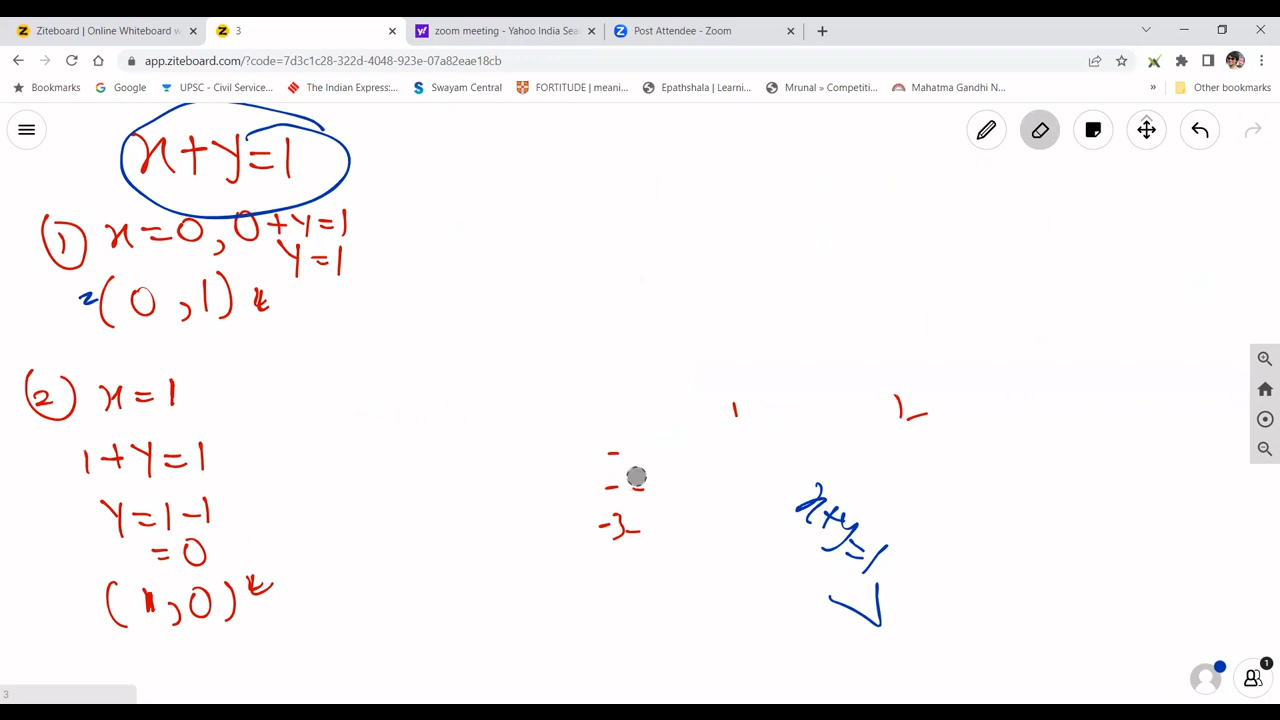 Ziteboard | Online Whiteboard w
3
zoom meeting - Yahoo India Sea
Post Attendee - Zoom
app.ziteboard.com/?code=7d3c1c28-322d-4048-923e-07a82eae18cb
Bookmarks
Google
UPSC - Civil Service...
The Indian Express:...
Swayam Central
FORTITUDE | meani...
Epathshala | Learni...
Mrunal » Competiti...
Mahatma Gandhi N...
»
Other bookmarks
x+y=1
(1) x=0, 0+y=1
y=1
(0,1)
(2) x=1
1+y=1
y=1-1
=0
(1,0)
-3-
x+y=1
3
1